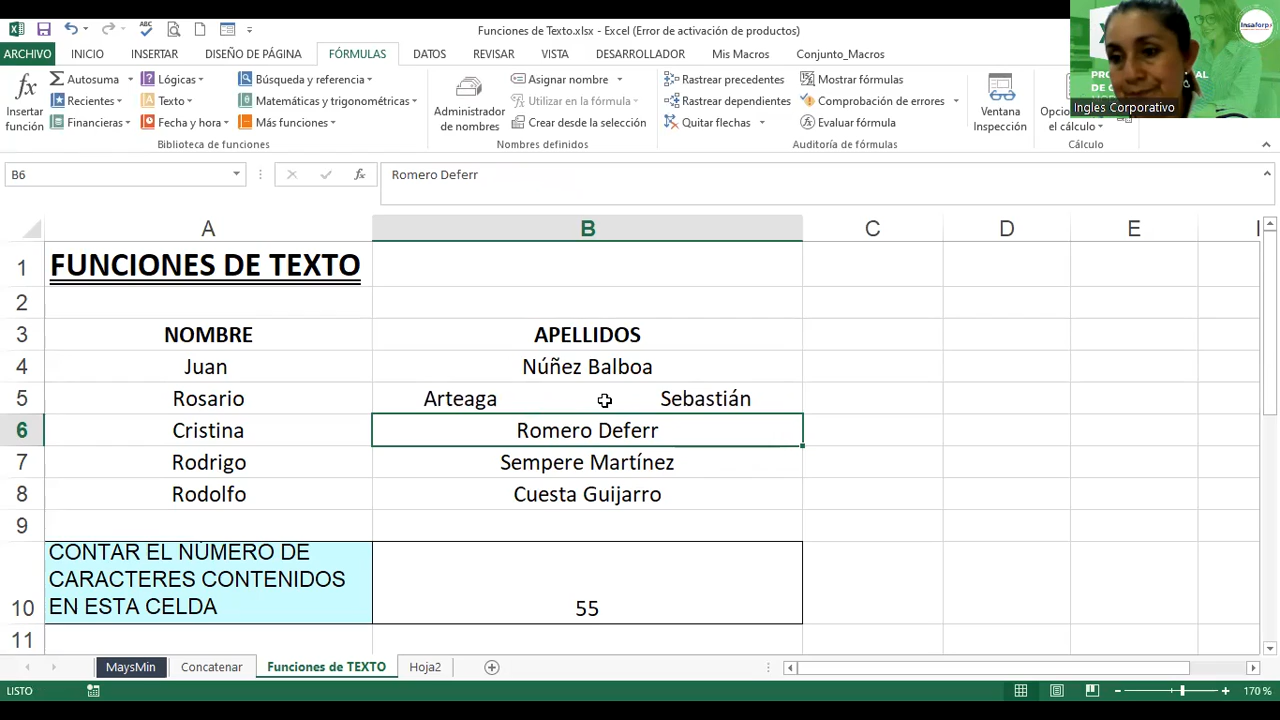 Funciones de Texto.xlsx - Excel (Error de activación de productos)
ARCHIVO INICIO INSERTAR DISEÑO DE PÁGINA FÓRMULAS DATOS REVISAR VISTA DESARROLLADOR Mis Macros Conjunto_Macros
Insertar función
Autosuma
Recientes
Financieras
Lógicas
Texto
Fecha y hora
Búsqueda y referencia
Matemáticas y trigonométricas
Más funciones
Biblioteca de funciones
Administrador de nombres
Asignar nombre
Utilizar en la fórmula
Crear desde la selección
Nombres definidos
Rastrear precedentes
Rastrear dependientes
Quitar flechas
Mostrar fórmulas
Comprobación de errores
Evaluar fórmula
Auditoría de fórmulas
Ventana Inspección
el cálculo
Cálculo
Insaforp
Ingles Corporativo
B6
fx
Romero Deferr
A B C D E
1 FUNCIONES DE TEXTO
2
3 NOMBRE APELLIDOS
4 Juan Núñez Balboa
5 Rosario Arteaga Sebastián
6 Cristina Romero Deferr
7 Rodrigo Sempere Martínez
8 Rodolfo Cuesta Guijarro
9
CONTAR EL NÚMERO DE
CARACTERES CONTENIDOS
10 EN ESTA CELDA 55
11
MaysMin Concatenar Funciones de TEXTO Hoja2
LISTO 170 %